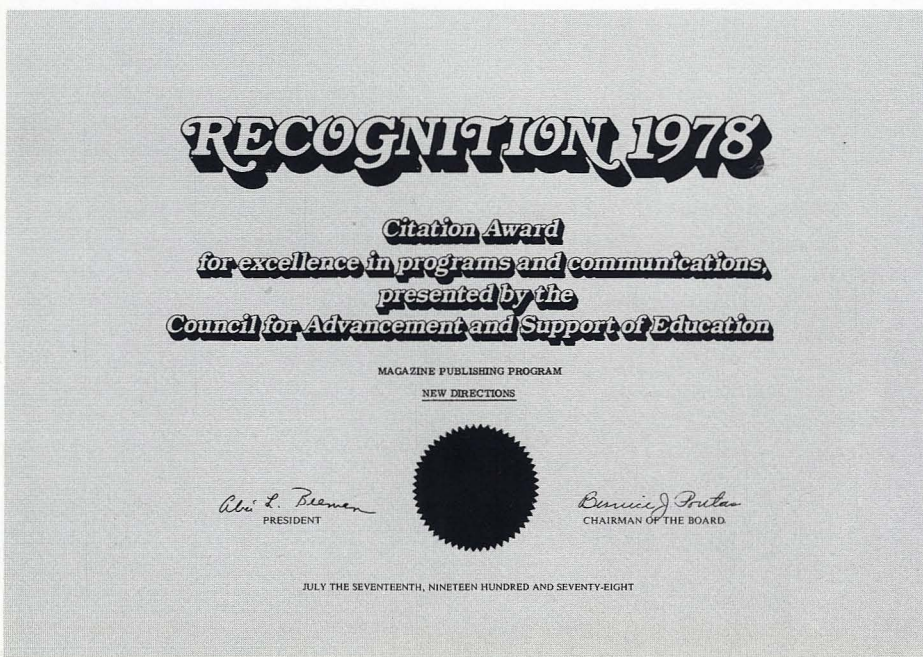 RECOGNITION 1978
Citation Award
for excellence in programs and communications,
presented by the
Council for Advancement and Support of Education
MAGAZINE PUBLISHING PROGRAM
NEW DIRECTIONS
L. Beeman
PRESIDENT
J
CHAIRMAN OF THE BOARD
JULY THE SEVENTEENTH, NINETEEN HUNDRED AND SEVENTY-EIGHT